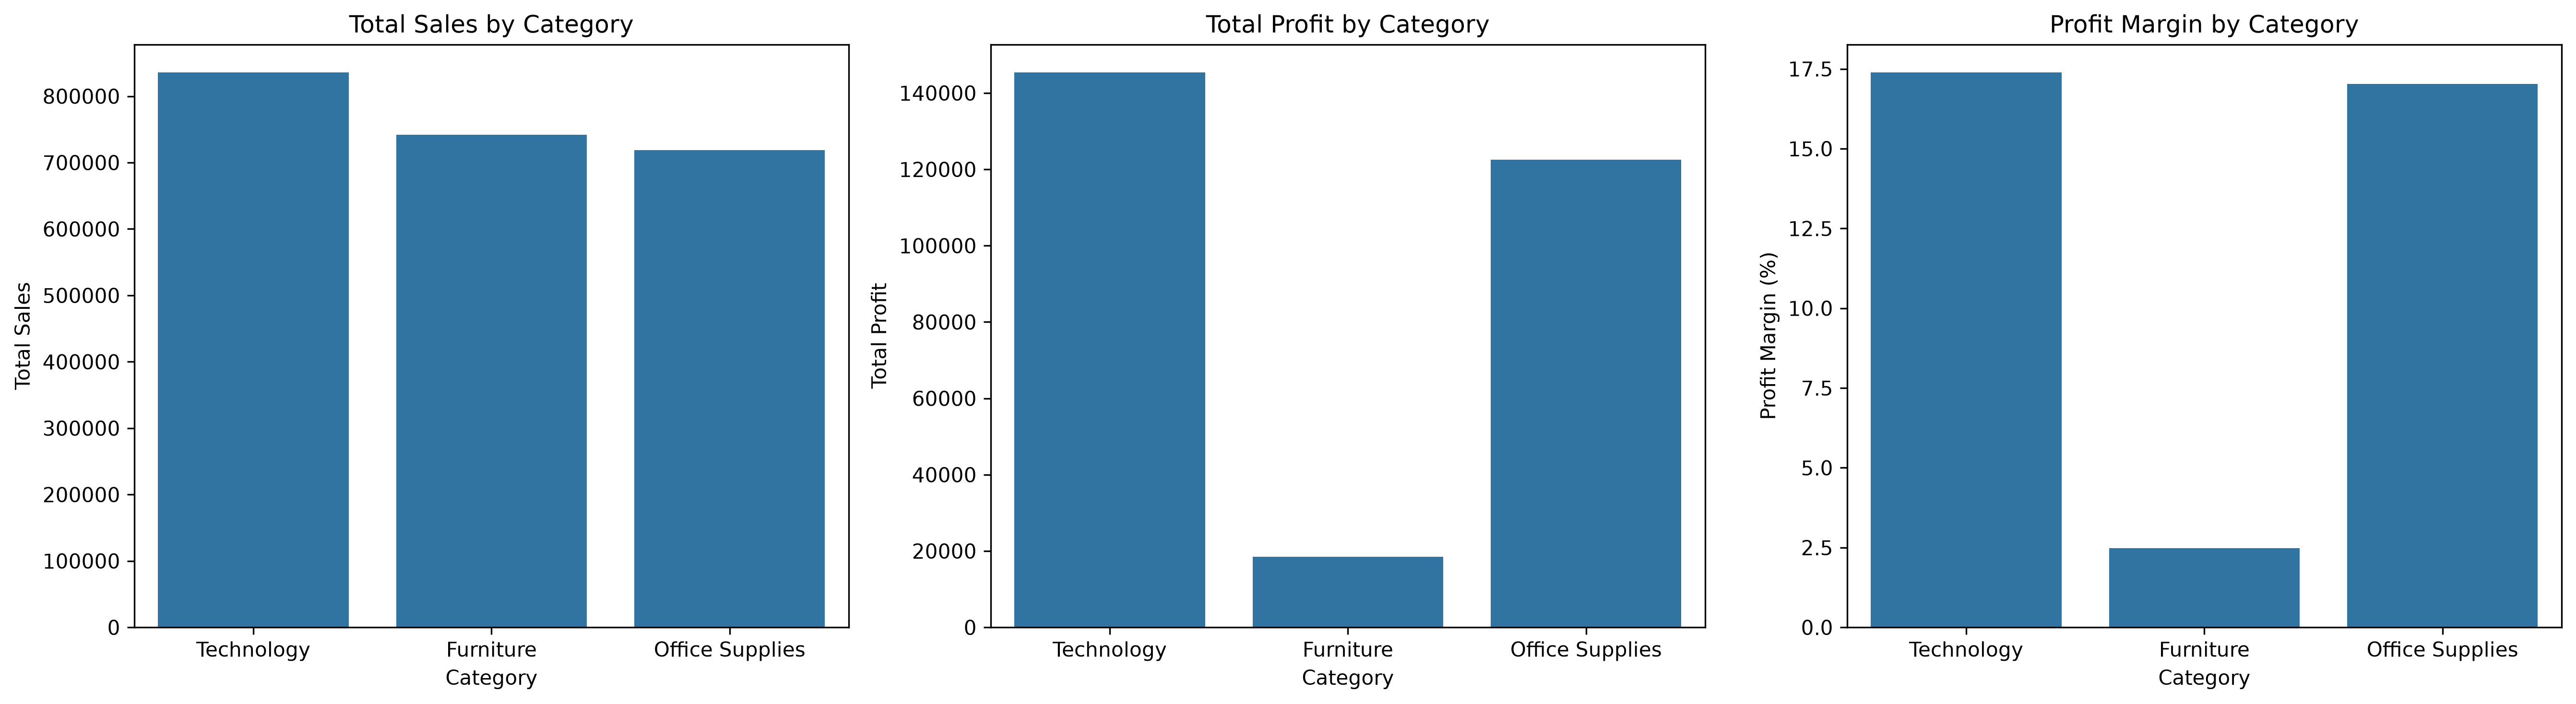 Total Sales by Category
Total Sales
800000
700000
600000
500000
400000
300000
200000
100000
0
Technology Furniture Office Supplies
Category
Total Profit by Category
Total Profit
140000
120000
100000
80000
60000
40000
20000
0
Technology Furniture Office Supplies
Category
Profit Margin by Category
Profit Margin (%)
17.5
15.0
12.5
10.0
7.5
5.0
2.5
0.0
Technology Furniture Office Supplies
Category